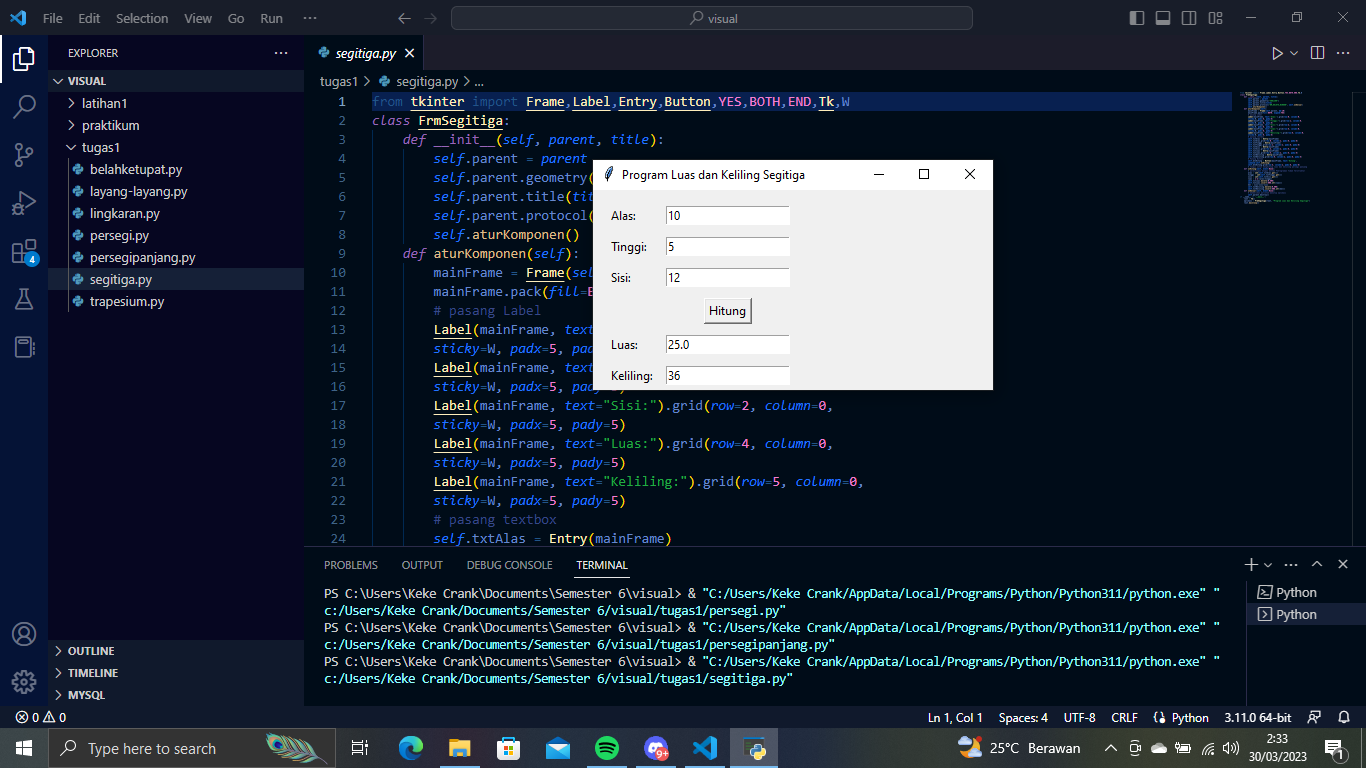 File Edit Selection View Go Run ···
visual
EXPLORER
VISUAL
latihan1
praktikum
tugas1
belahketupat.py
layang-layang.py
lingkaran.py
persegi.py
persegipanjang.py
segitiga.py
trapesium.py
OUTLINE
TIMELINE
MYSQL
4
segitiga.py
tugas1 > segitiga.py > ...
1 from tkinter import Frame,Label,Entry,Button,YES,BOTH,END,Tk,W
2 class FrmSegitiga:
3 def __init__(self, parent, title):
4 self.parent = parent
5 self.parent.geometry(
6 self.parent.title(tit
7 self.parent.protocol(
8 self.aturKomponen()
9 def aturKomponen(self):
10 mainFrame = Frame(sel
11 mainFrame.pack(fill=B
12 # pasang Label
13 Label(mainFrame, tex
14 sticky=W, padx=5, pad
15 Label(mainFrame, tex
16 sticky=W, padx=5, pady=5)
17 Label(mainFrame, text="Sisi:").grid(row=2, column=0,
18 sticky=W, padx=5, pady=5)
19 Label(mainFrame, text="Luas:").grid(row=4, column=0,
20 sticky=W, padx=5, pady=5)
21 Label(mainFrame, text="Keliling:").grid(row=5, column=0,
22 sticky=W, padx=5, pady=5)
23 # pasang textbox
24 self.txtAlas = Entry(mainFrame)
Program Luas dan Keliling Segitiga
Alas: 10
Tinggi: 5
Sisi: 12
Hitung
Luas: 25.0
Keliling: 36
PROBLEMS OUTPUT DEBUG CONSOLE TERMINAL
PS C:\Users\Keke Crank\Documents\Semester 6\visual> & "C:/Users/Keke Crank/AppData/Local/Programs/Python/Python311/python.exe" "
c:/Users/Keke Crank/Documents/Semester 6/visual/tugas1/persegi.py"
PS C:\Users\Keke Crank\Documents\Semester 6\visual> & "C:/Users/Keke Crank/AppData/Local/Programs/Python/Python311/python.exe" "
c:/Users/Keke Crank/Documents/Semester 6/visual/tugas1/persegipanjang.py"
PS C:\Users\Keke Crank\Documents\Semester 6\visual> & "C:/Users/Keke Crank/AppData/Local/Programs/Python/Python311/python.exe" "
c:/Users/Keke Crank/Documents/Semester 6/visual/tugas1/segitiga.py"
Python
Python
0 0
Ln 1, Col 1 Spaces: 4 UTF-8 CRLF Python 3.11.0 64-bit
Type here to search
9+
25°C Berawan
2:33
30/03/2023
1